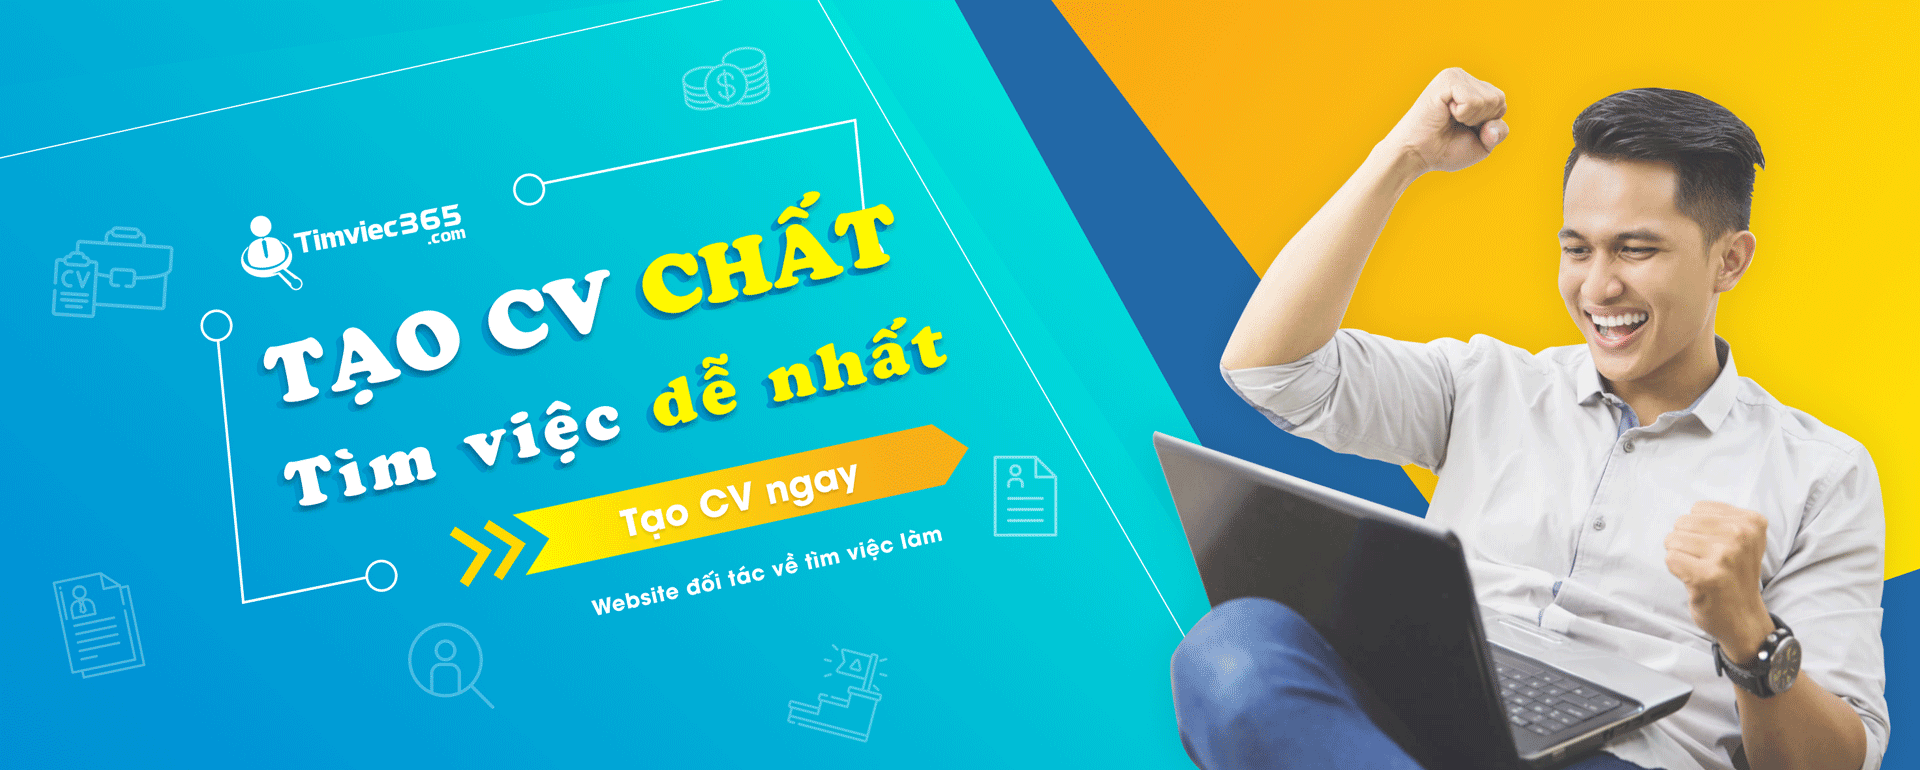 Timviec365
.com
TẠO CV CHẤT
Tìm việc dễ nhất
Tạo CV ngay
Website đối tác về tìm việc làm
CV
$